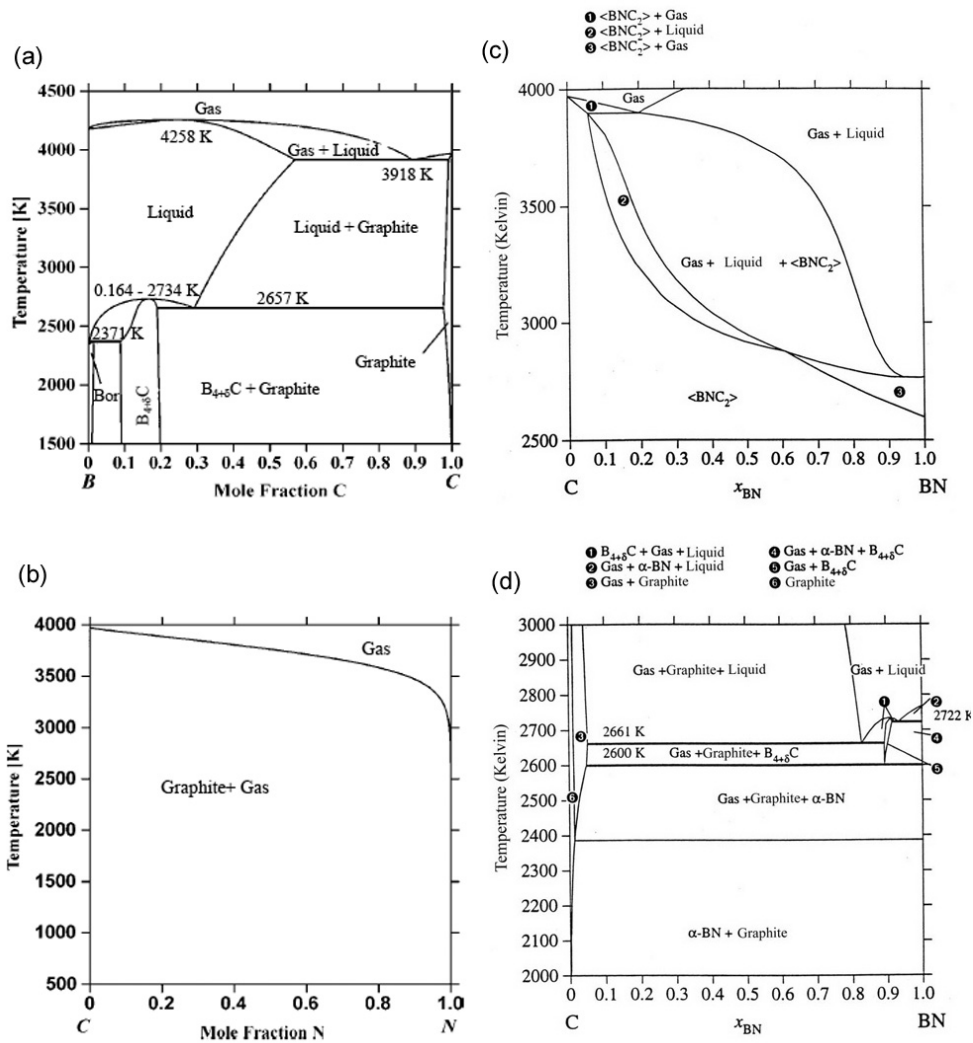 (a)
4500
4000
3500
3000
2500
2000
1500
Temperature [K]
Gas
4258 K
Gas + Liquid
3918 K
Liquid
Liquid + Graphite
0.164 - 2734 K
2657 K
2371 K
Bor
B₄₊δC
B₄₊δC + Graphite
Graphite
0 0.1 0.2 0.3 0.4 0.5 0.6 0.7 0.8 0.9 1.0
B Mole Fraction C C
(c)
❶ <BNC₂> + Gas
❷ <BNC₂> + Liquid
❸ <BNC₂> + Gas
4000
3500
3000
2500
Temperature (Kelvin)
❶
Gas
Gas + Liquid
❷
Gas + Liquid + <BNC₂>
❸
<BNC₂>
0 0.1 0.2 0.3 0.4 0.5 0.6 0.7 0.8 0.9 1.0
C xBN BN
(b)
4000
3500
3000
2500
2000
1500
1000
500
Temperature [K]
Gas
Graphite+ Gas
0 0.2 0.4 0.6 0.8 1.0
C Mole Fraction N N
❶ B₄₊δC + Gas + Liquid
❷ Gas + α-BN + Liquid
❸ Gas + Graphite
❹ Gas + α-BN + B₄₊δC
❺ Gas + B₄₊δC
❻ Graphite
(d)
3000
2900
2800
2700
2600
2500
2400
2300
2200
2100
2000
Temperature (Kelvin)
Gas +Graphite+ Liquid
Gas + Liquid
❶
❷
2722 K
❸
2661 K
❹
2600 K
Gas +Graphite+ B₄₊δC
❺
❻
Gas +Graphite+ α-BN
α-BN + Graphite
0 0.1 0.2 0.3 0.4 0.5 0.6 0.7 0.8 0.9 1.0
C xBN BN